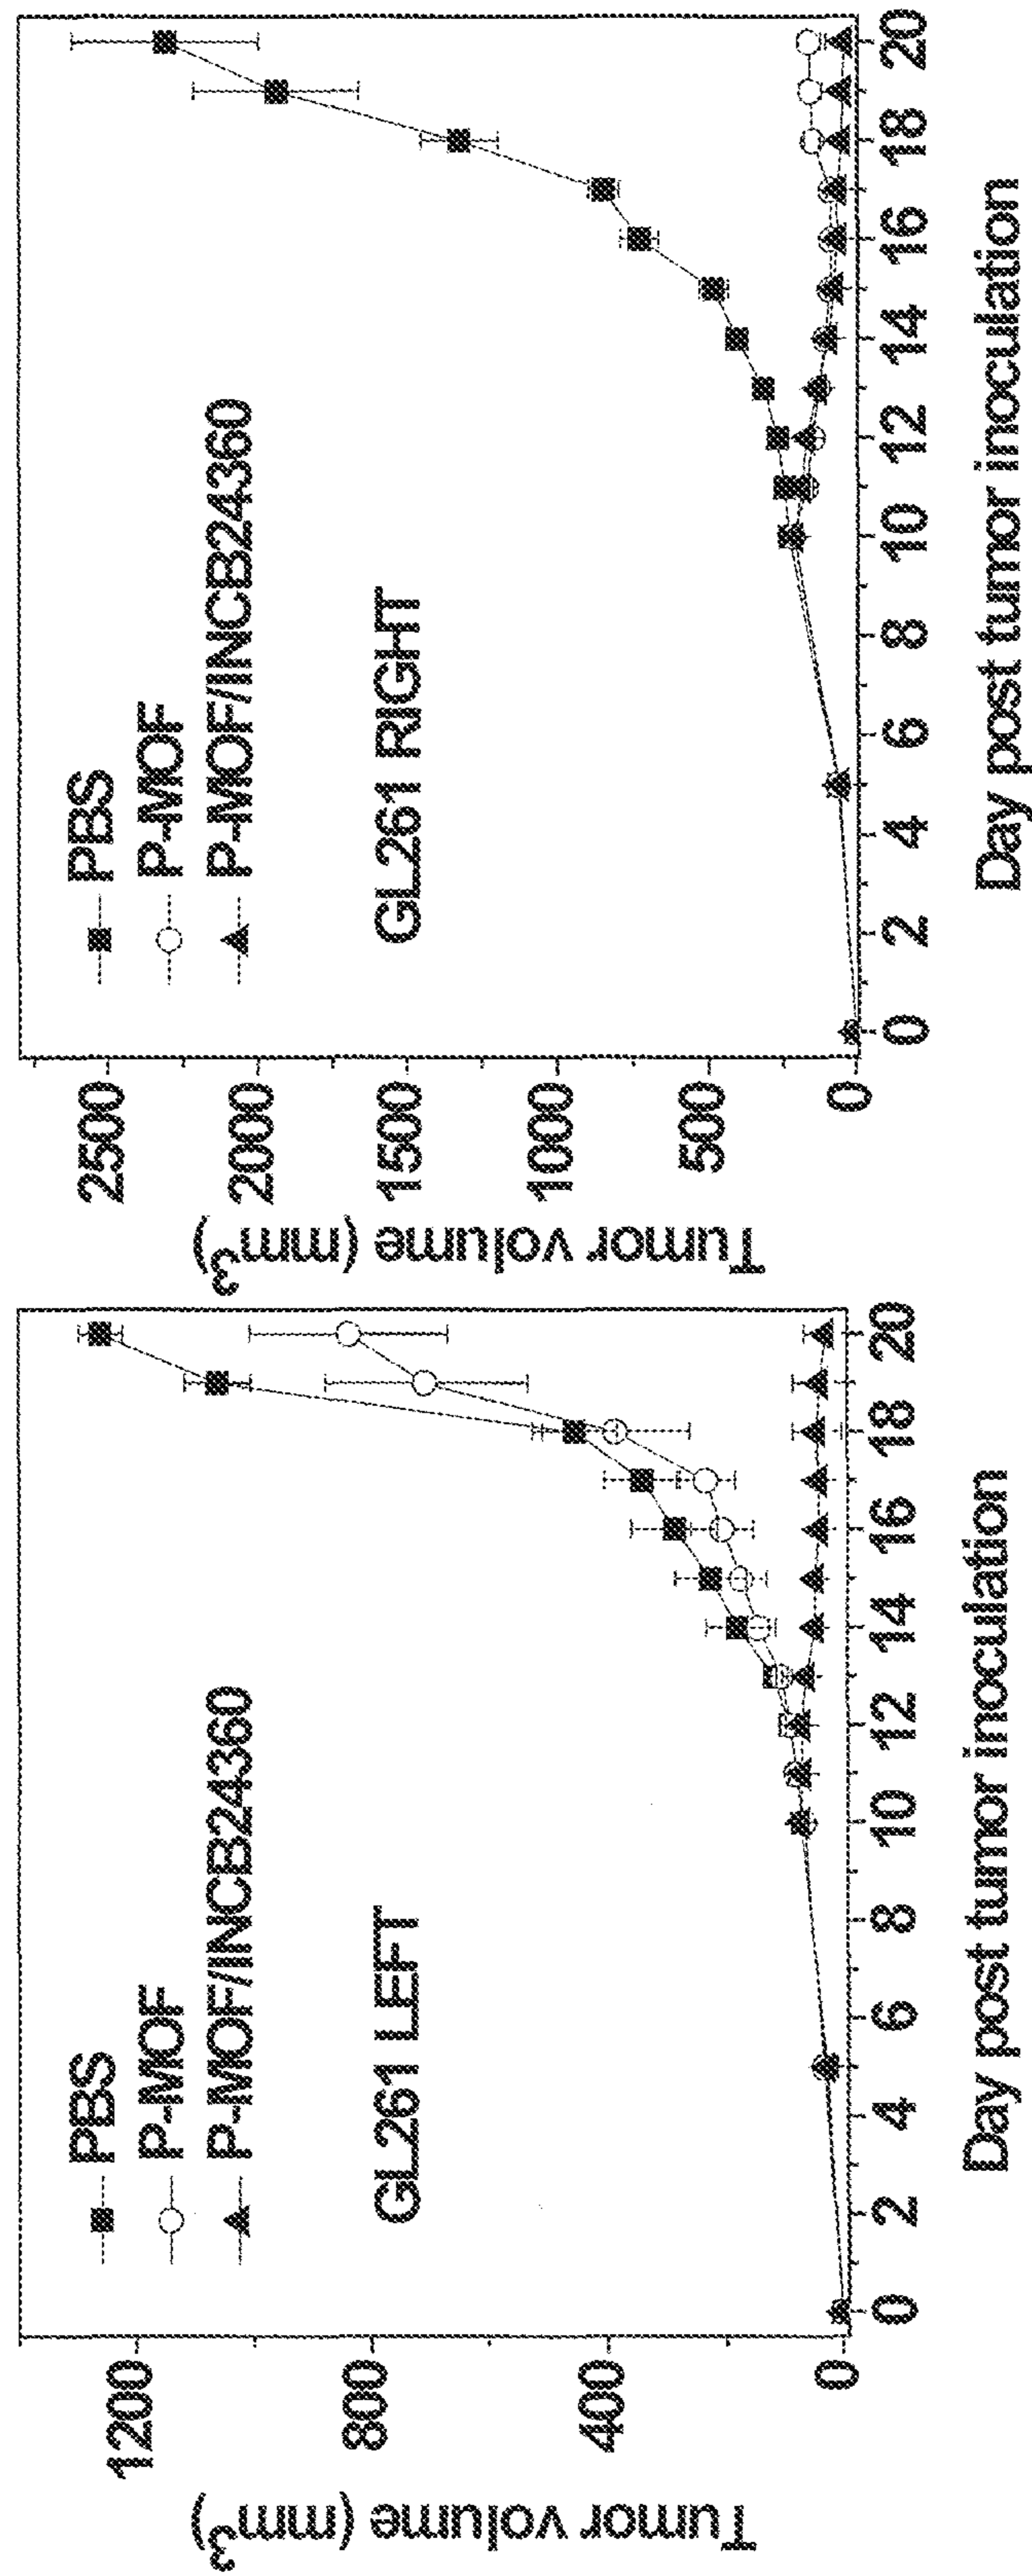 PBS
P-MOF
P-MOF/INCB24360
GL261 LEFT
Tumor volume (mm3)
1200
800
400
0
0 2 4 6 8 10 12 14 16 18 20
Day post tumor inoculation
PBS
P-MOF
P-MOF/INCB24360
GL261 RIGHT
Tumor volume (mm3)
2500
2000
1500
1000
500
0
0 2 4 6 8 10 12 14 16 18 20
Day post tumor inoculation